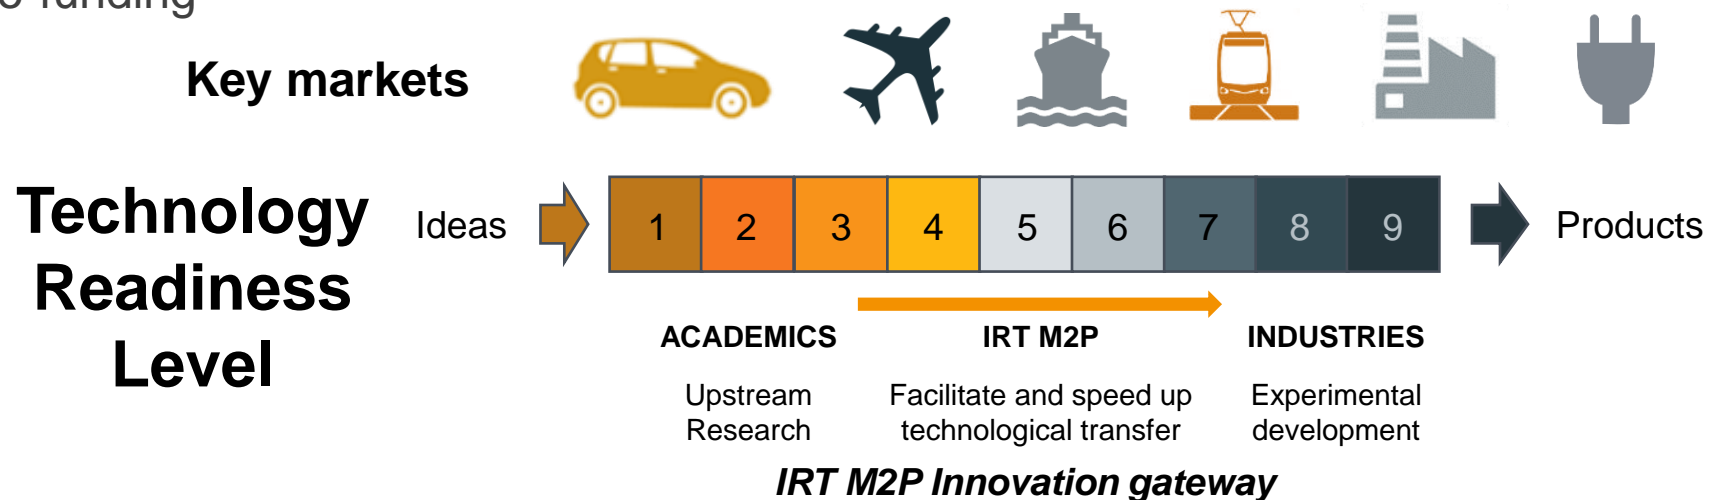 funding
Key markets
Technology
Readiness
Level
Ideas
1 2 3 4 5 6 7 8 9
Products
ACADEMICS
Upstream
Research
IRT M2P
Facilitate and speed up
technological transfer
INDUSTRIES
Experimental
development
IRT M2P Innovation gateway